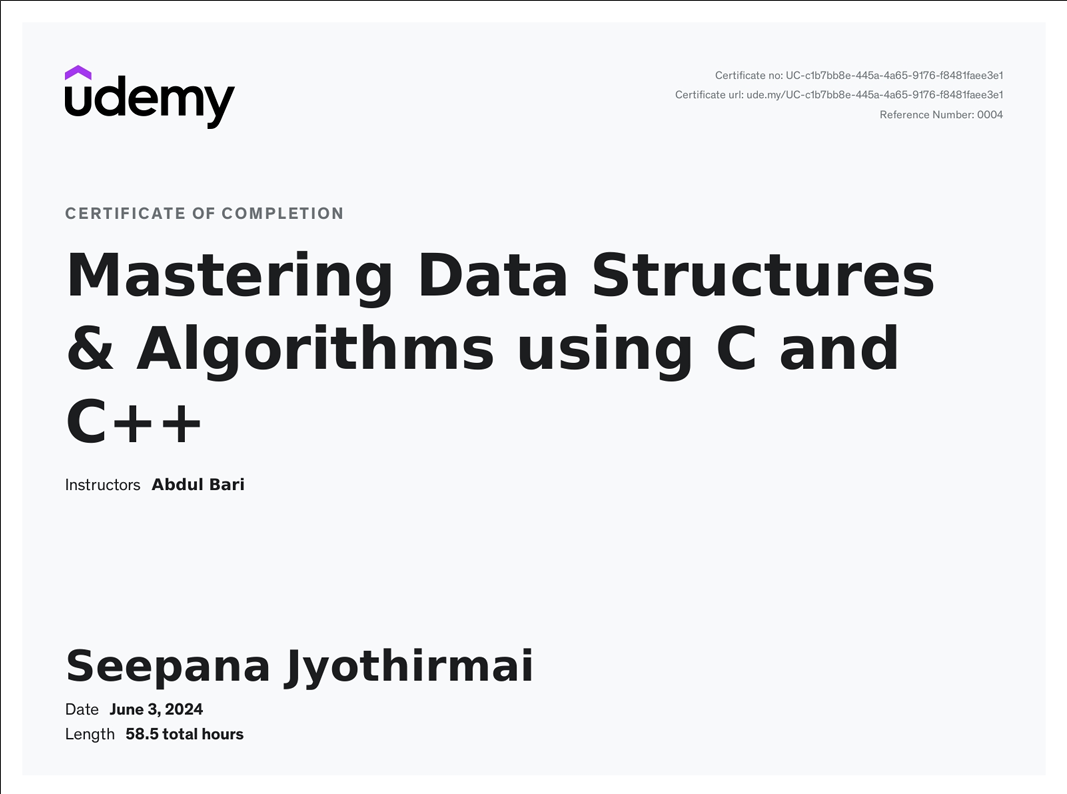 udemy
Certificate no: UC-c1b7bb8e-445a-4a65-9176-f8481faee3e1
Certificate url: ude.my/UC-c1b7bb8e-445a-4a65-9176-f8481faee3e1
Reference Number: 0004
CERTIFICATE OF COMPLETION
Mastering Data Structures
& Algorithms using C and
C++
Instructors Abdul Bari
Seepana Jyothirmai
Date June 3, 2024
Length 58.5 total hours